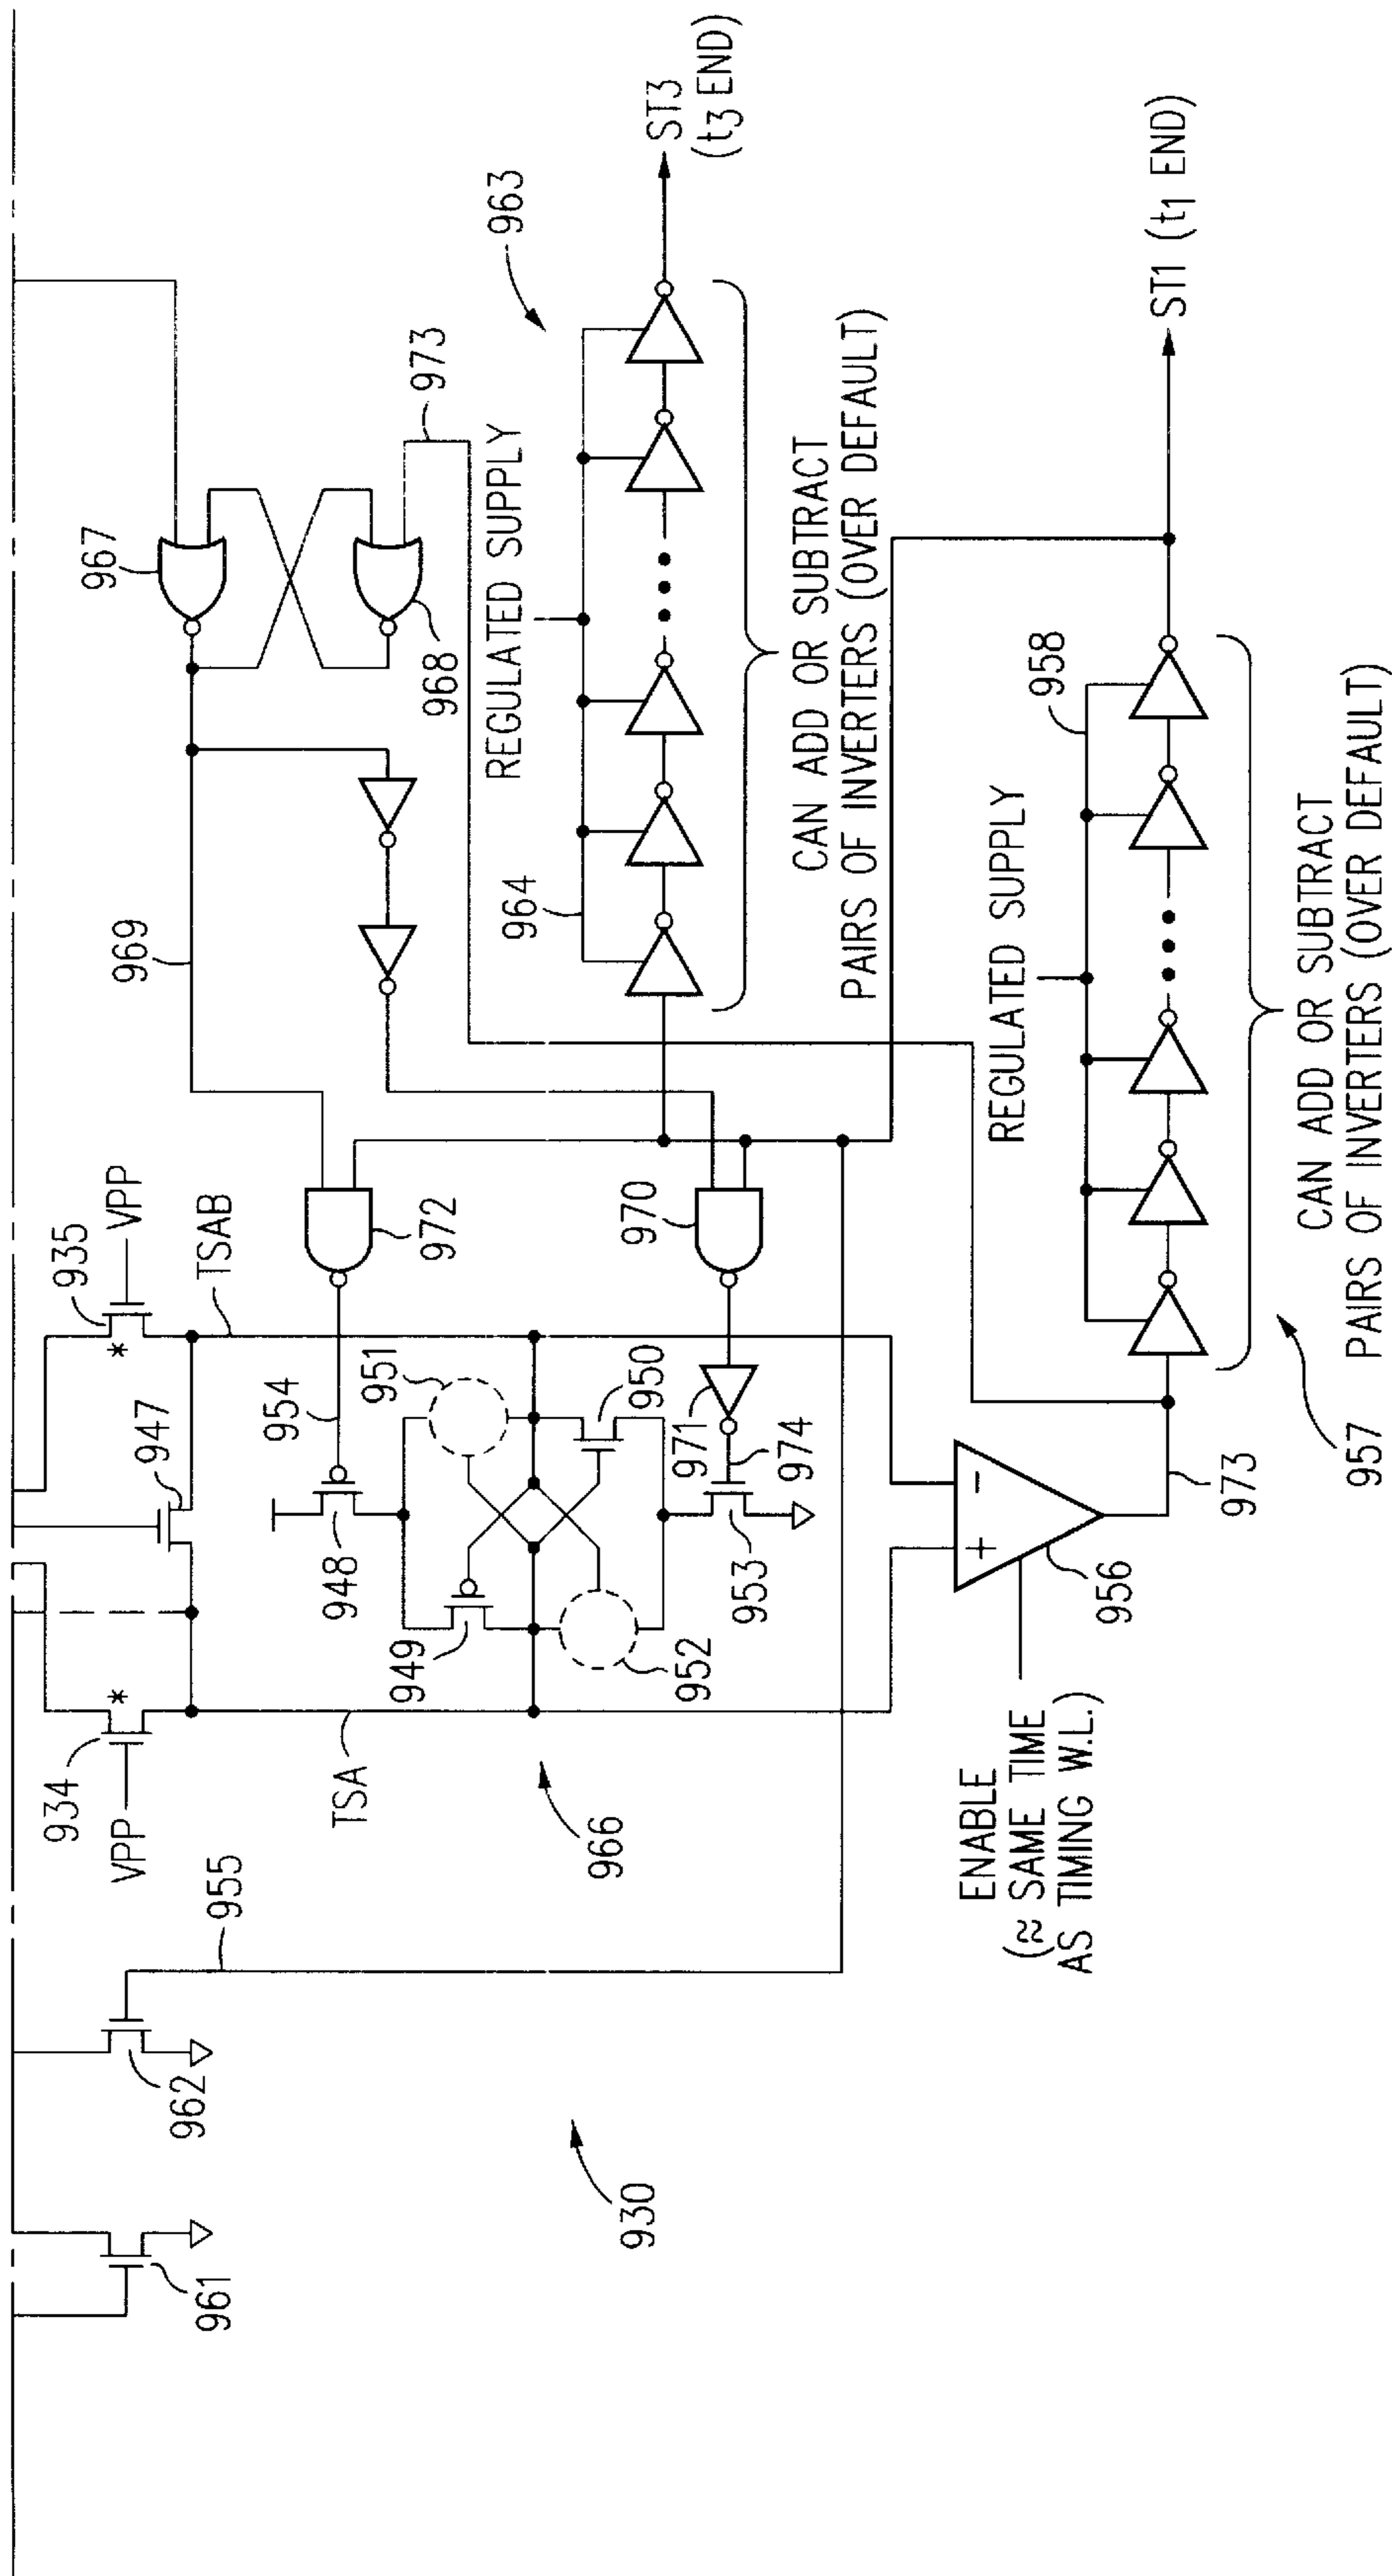 961
962
955
930
VPP
934
*
947
*
935
VPP
TSAB
TSA
966
948
954
949
951
952
950
953
971
974
972
970
969
967
968
973
REGULATED SUPPLY
964
963
CAN ADD OR SUBTRACT
PAIRS OF INVERTERS (OVER DEFAULT)
ST3
(t3 END)
ENABLE
(≈ SAME TIME
AS TIMING W.L.)
+
-
956
973
957
REGULATED SUPPLY
958
CAN ADD OR SUBTRACT
PAIRS OF INVERTERS (OVER DEFAULT)
ST1 (t1 END)